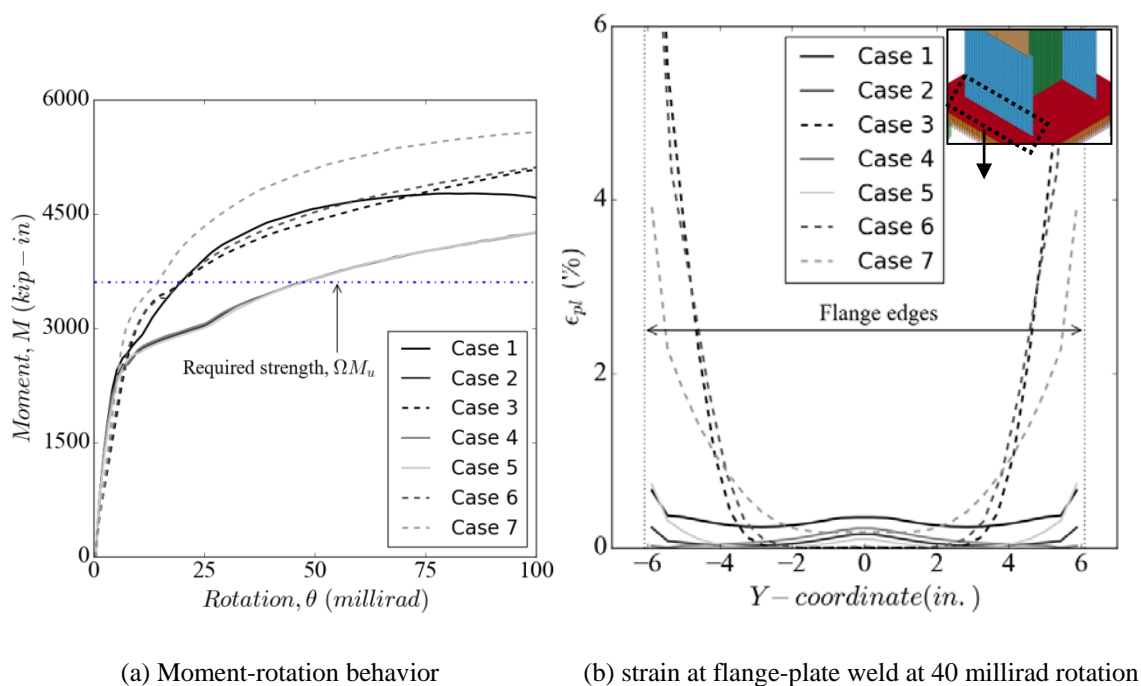 6000
4500
3000
1500
0
Moment, M (kip − in)
Required strength, ΩM_u
Case 1
Case 2
Case 3
Case 4
Case 5
Case 6
Case 7
0 25 50 75 100
Rotation, θ (millirad)
(a) Moment-rotation behavior
6
4
2
0
ϵ_pl (%)
Case 1
Case 2
Case 3
Case 4
Case 5
Case 6
Case 7
Flange edges
−6 −4 −2 0 2 4 6
Y − coordinate(in. )
(b) strain at flange-plate weld at 40 millirad rotation